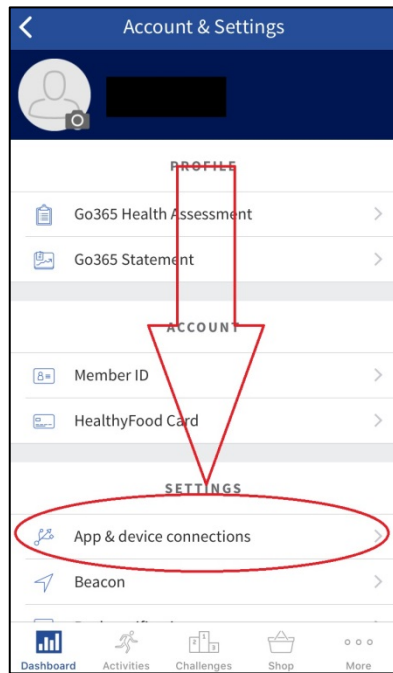 Account & Settings
PROFILE
Go365 Health Assessment
Go365 Statement
ACCOUNT
Member ID
HealthyFood Card
SETTINGS
App & device connections
Beacon
Dashboard Activities Challenges Shop More